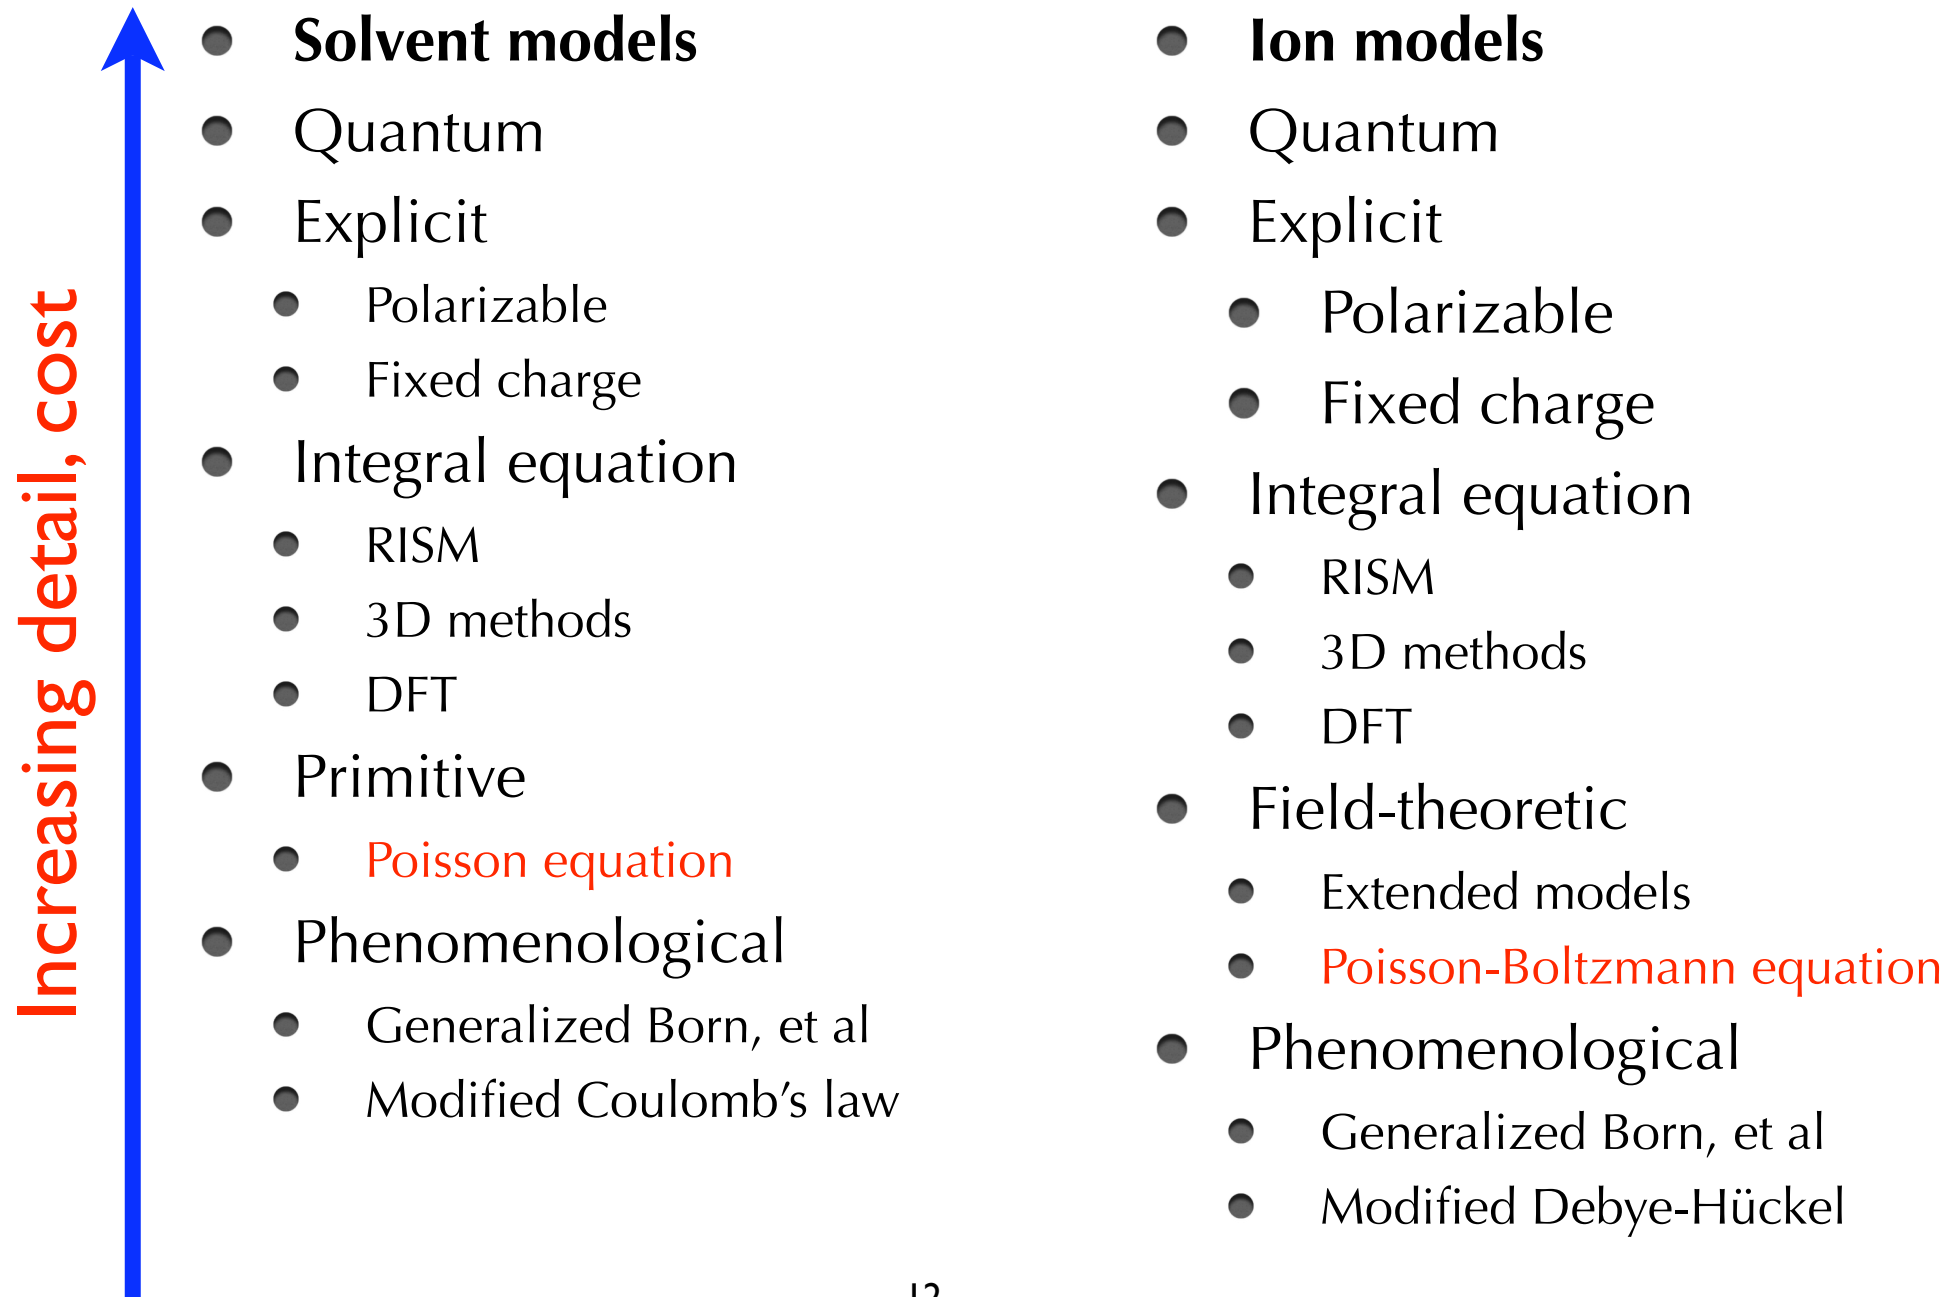 Increasing detail, cost
Solvent models
Quantum
Explicit
Polarizable
Fixed charge
Integral equation
RISM
3D methods
DFT
Primitive
Poisson equation
Phenomenological
Generalized Born, et al
Modified Coulomb’s law
Ion models
Quantum
Explicit
Polarizable
Fixed charge
Integral equation
RISM
3D methods
DFT
Field-theoretic
Extended models
Poisson-Boltzmann equation
Phenomenological
Generalized Born, et al
Modified Debye-Hückel
12